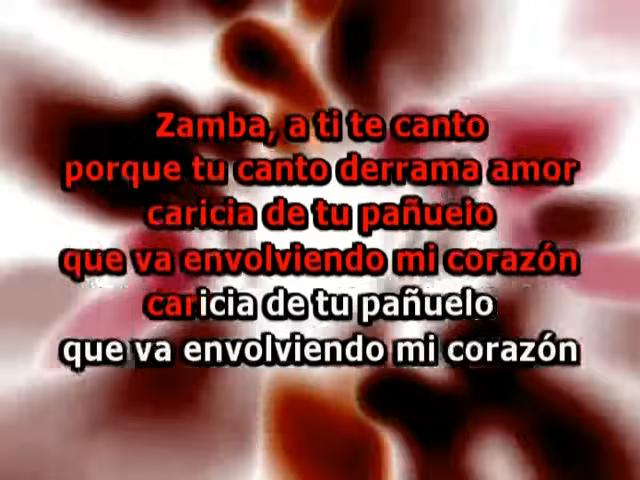 Zamba, a ti te canto
porque tu canto derrama amor
caricia de tu pañuelo
que va envolviendo mi corazón
caricia de tu pañuelo
que va envolviendo mi corazón